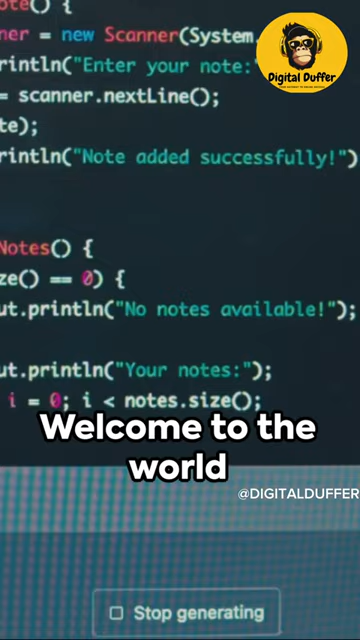 ote() {
ner = new Scanner(System.
rintln("Enter your note:"
= scanner.nextLine();
te);
rintln("Note added successfully!")
Digital Duffer
Notes() {
ze() == 0) {
ut.println("No notes available!");
ut.println("Your notes:");
i = 0; i < notes.size();
Welcome to the
world
@DIGITALDUFFER
Stop generating